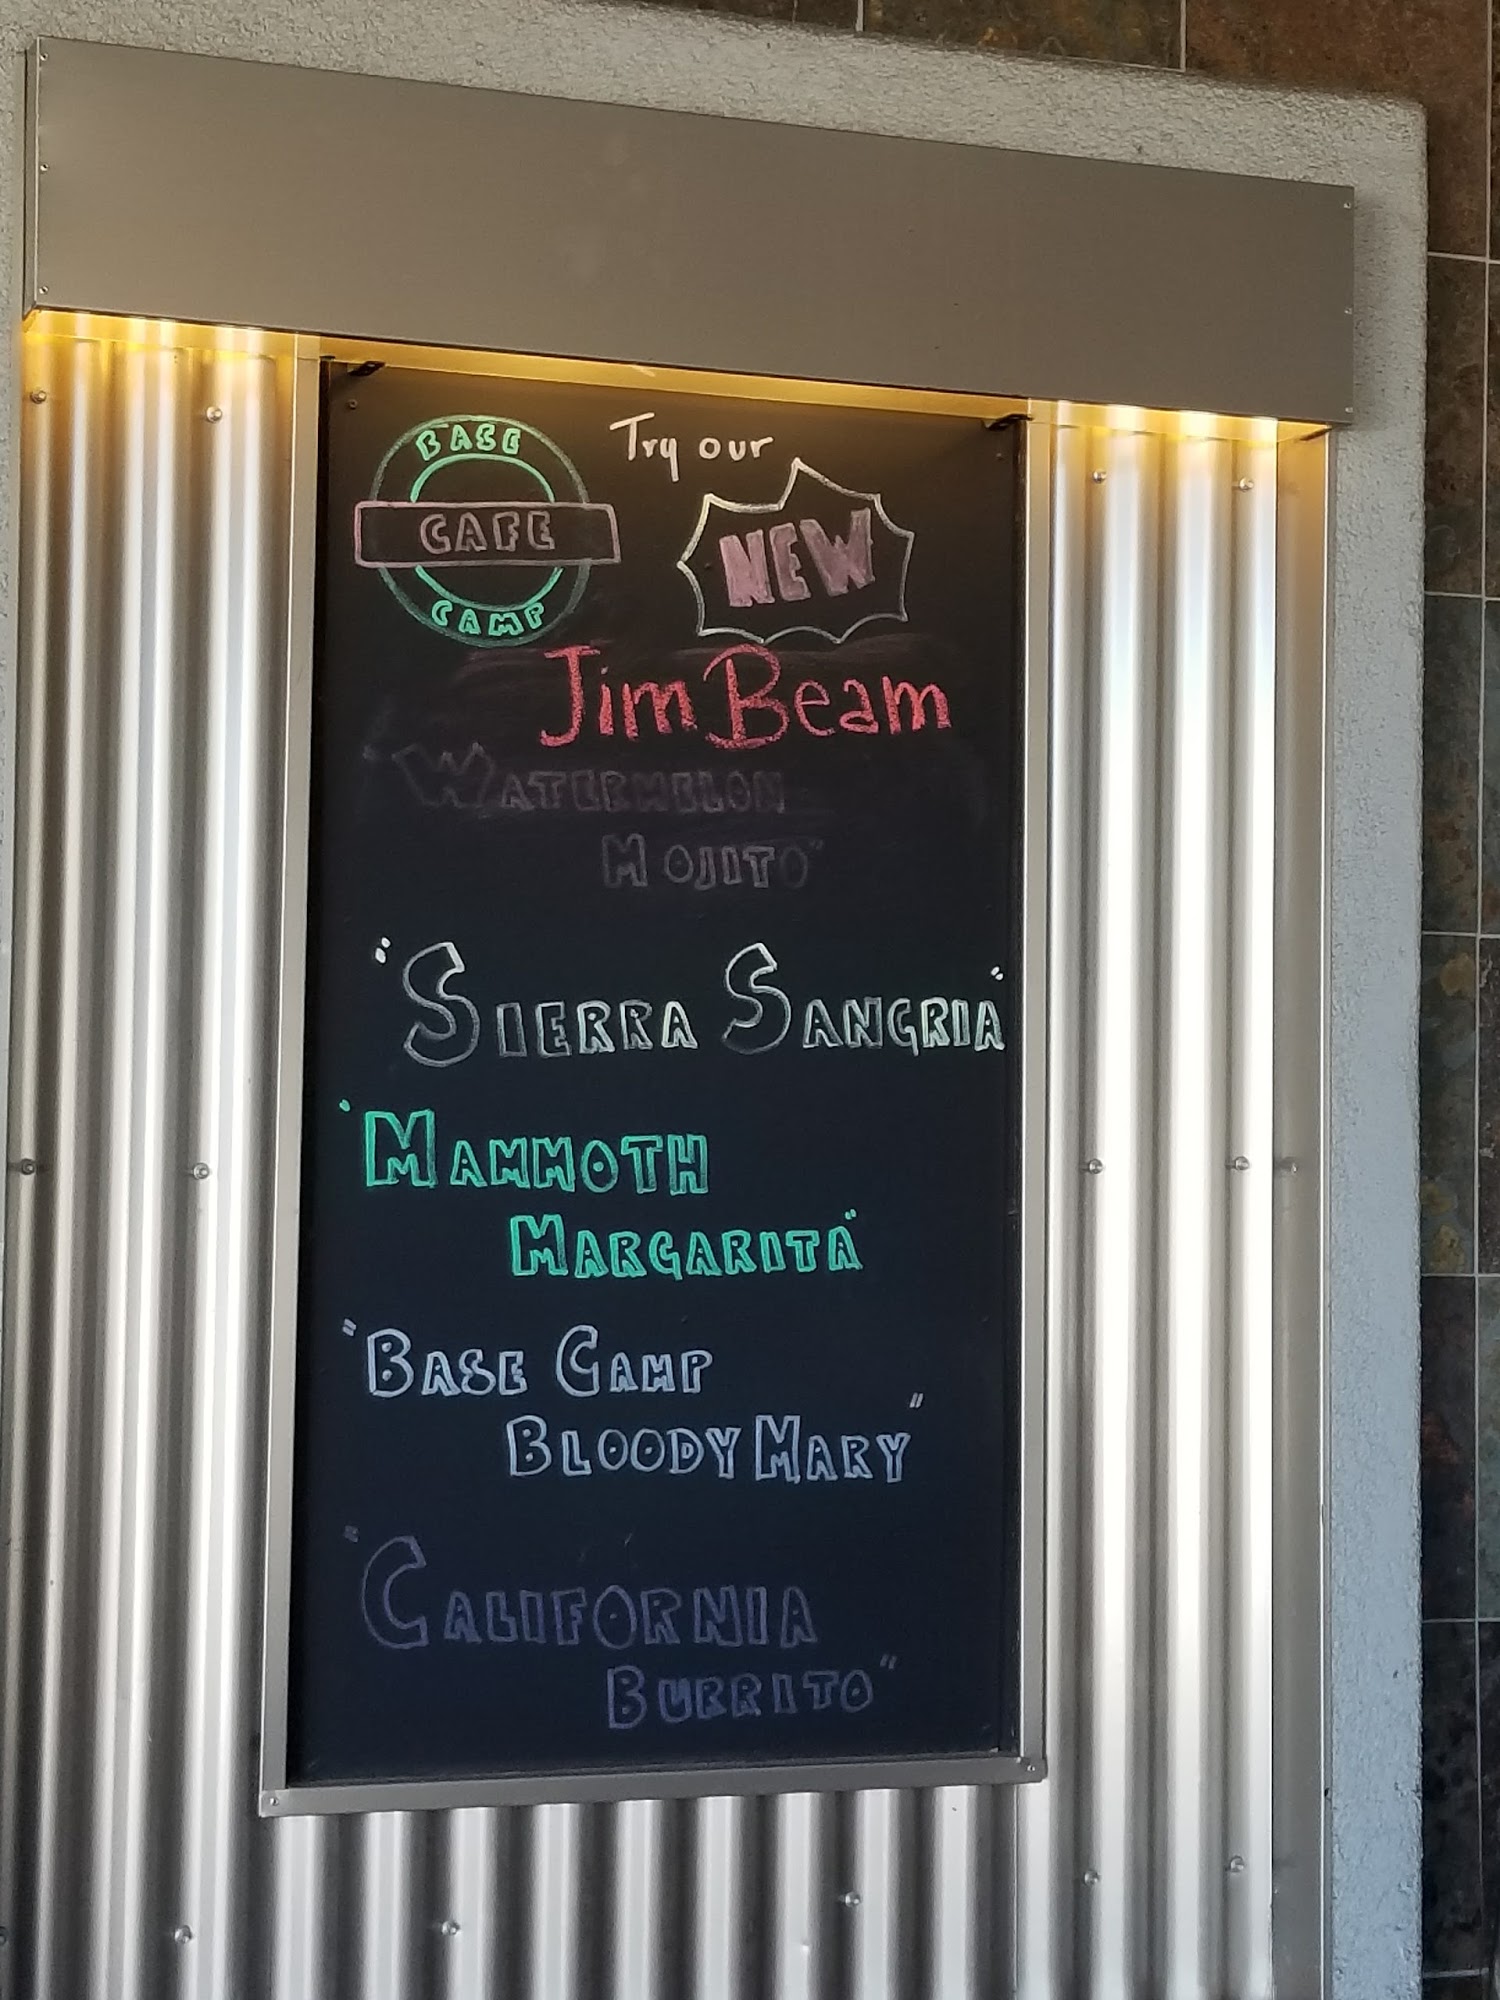 BASE
CAFE
CAMP
Try our
NEW
Jim Beam
"WATERMELON
MOJITO"
"SIERRA SANGRIA"
"MAMMOTH
MARGARITA"
"BASE CAMP
BLOODY MARY"
"CALIFORNIA
BURRITO"